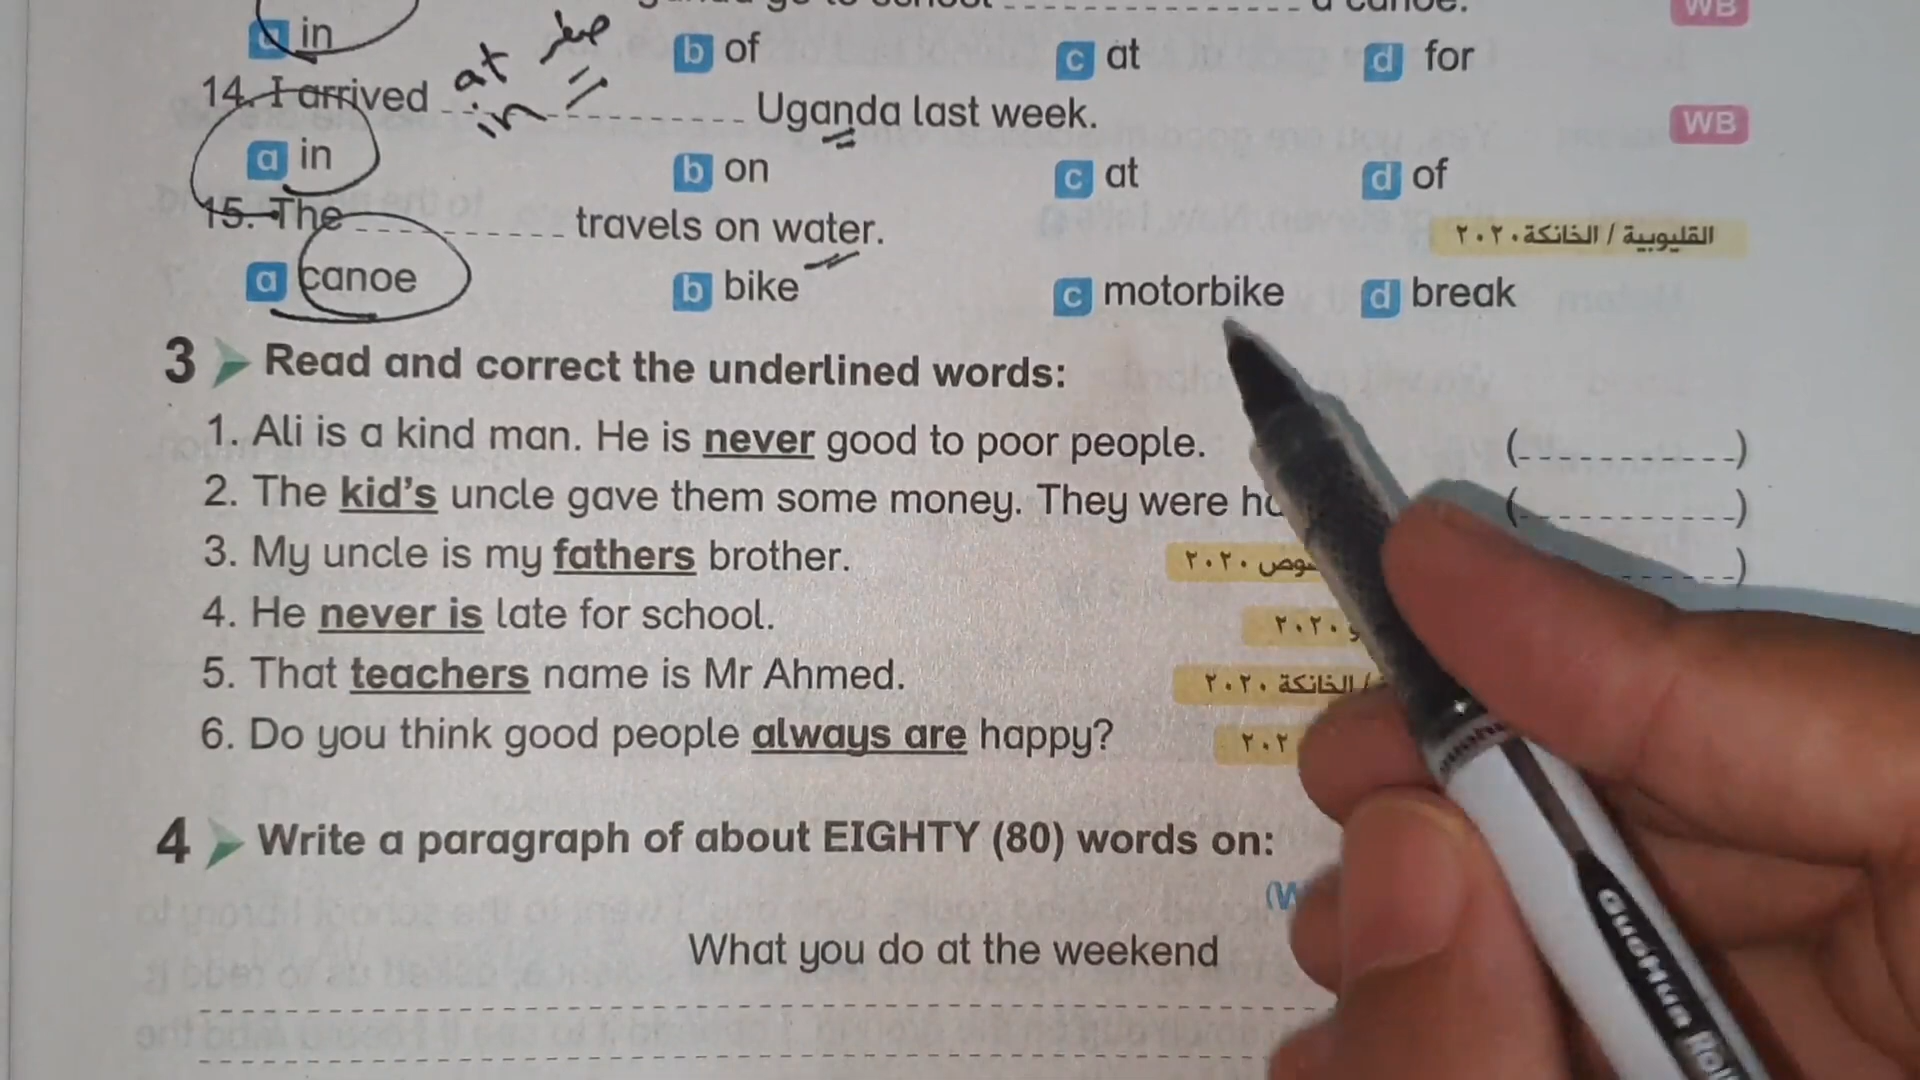 a in b of c at d for
a canoe. WB
at
in
14. I arrived Uganda last week. WB
a in b on c at d of
15. The travels on water. القليوبية / الخانكة ٢٠٢٠
a canoe b bike c motorbike d break
3 Read and correct the underlined words:
1. Ali is a kind man. He is never good to poor people. ( )
2. The kid's uncle gave them some money. They were ( )
3. My uncle is my fathers brother. ٢٠٢٠ )
4. He never is late for school. ٢٠٢٠
5. That teachers name is Mr Ahmed. / الخانكة ٢٠٢٠
6. Do you think good people always are happy?
4 Write a paragraph of about EIGHTY (80) words on:
What you do at the weekend
GuoHua